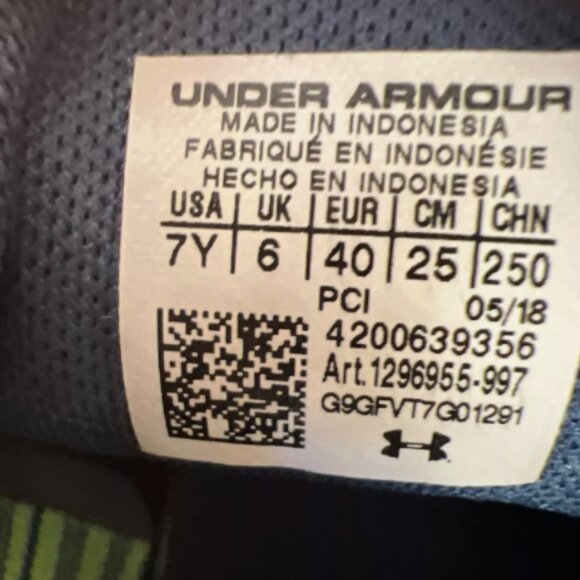 UNDER ARMOUR
MADE IN INDONESIA
FABRIQUÉ EN INDONÉSIE
HECHO EN INDONESIA
USA | UK | EUR | CM | CHN
7Y | 6 | 40 | 25 | 250
PCI 05/18
4200639356
Art.1296955-997
G9GFVT7G01291